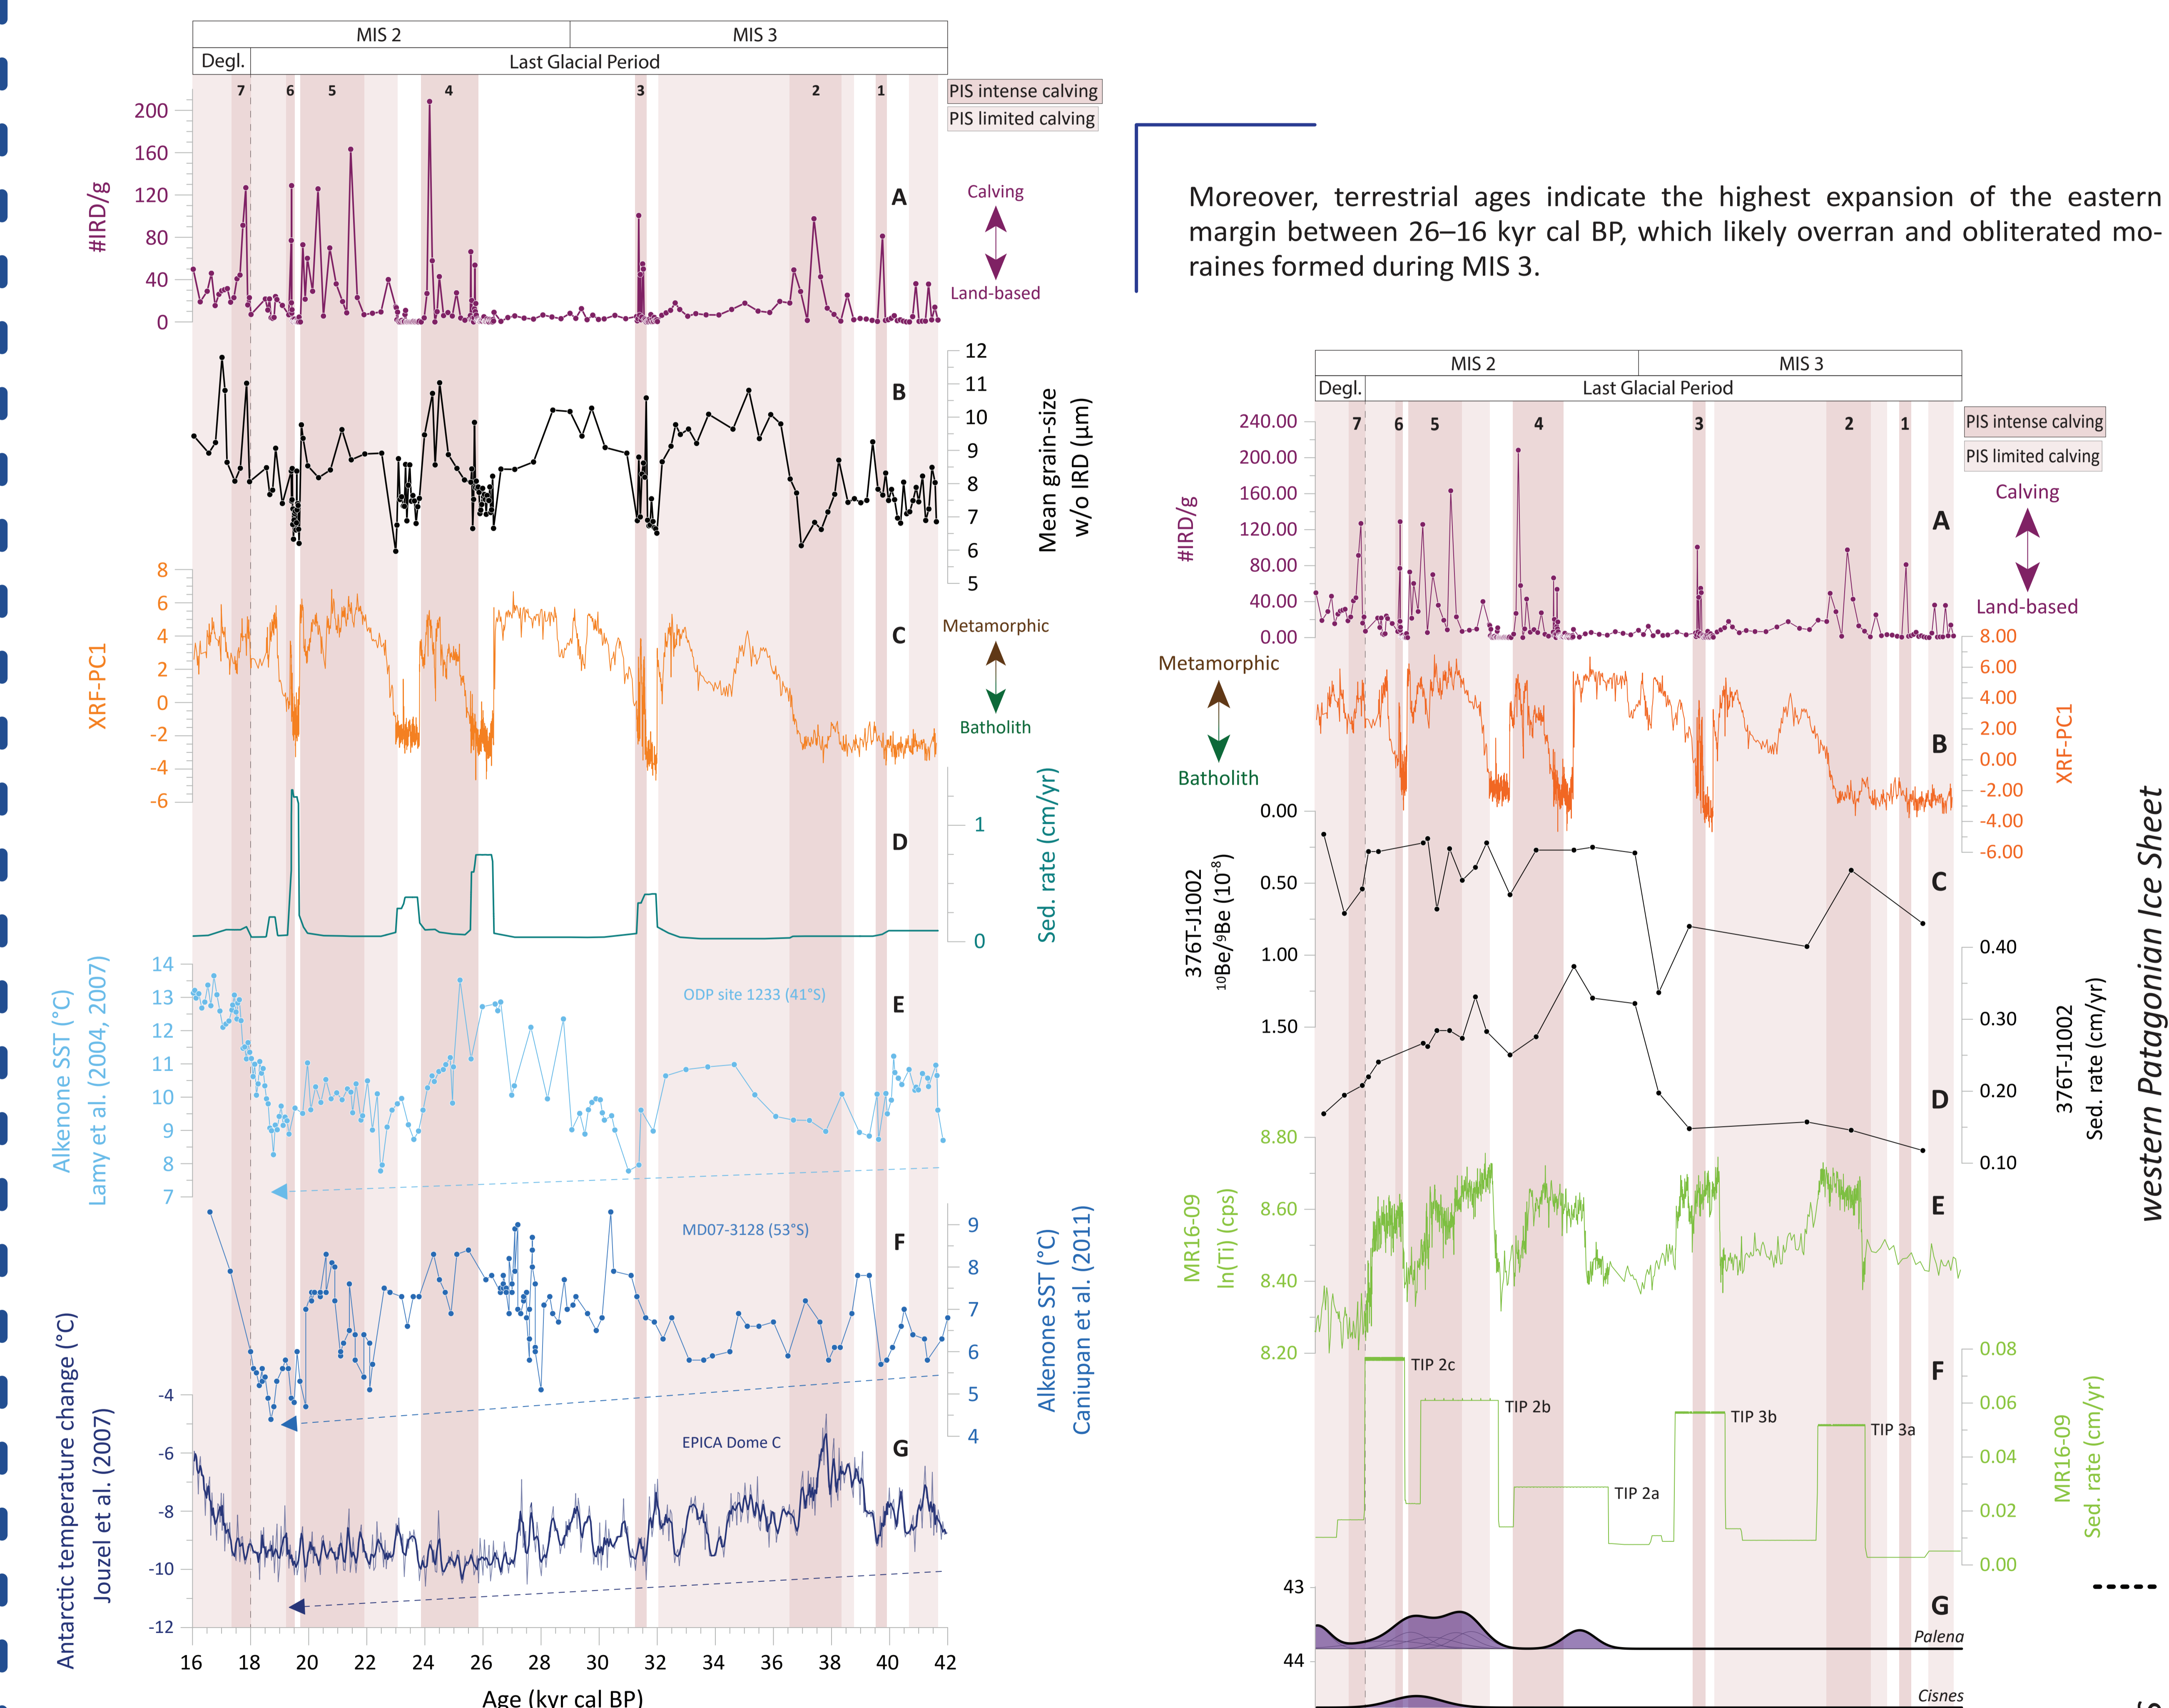 MIS 2
MIS 3
Degl.
Last Glacial Period
7
6
5
4
3
2
1
PIS intense calving
PIS limited calving
200
160
120
80
40
0
#IRD/g
A
Calving
Land-based
12
11
10
9
8
7
6
5
Mean grain-size
w/o IRD (µm)
B
8
6
4
2
0
-2
-4
-6
XRF-PC1
C
Metamorphic
Batholith
1
0
Sed. rate (cm/yr)
D
14
13
12
11
10
9
8
7
Alkenone SST (°C)
Lamy et al. (2004, 2007)
ODP site 1233 (41°S)
E
9
8
7
6
5
4
Alkenone SST (°C)
Caniupan et al. (2011)
MD07-3128 (53°S)
F
-4
-6
-8
-10
-12
Antarctic temperature change (°C)
Jouzel et al. (2007)
EPICA Dome C
G
16 18 20 22 24 26 28 30 32 34 36 38 40 42
Age (kyr cal BP)
Moreover, terrestrial ages indicate the highest expansion of the eastern
margin between 26–16 kyr cal BP, which likely overran and obliterated mo-
raines formed during MIS 3.
MIS 2
MIS 3
Degl.
Last Glacial Period
7
6
5
4
3
2
1
PIS intense calving
PIS limited calving
240.00
200.00
160.00
120.00
80.00
40.00
0.00
#IRD/g
A
Calving
Land-based
8.00
6.00
4.00
2.00
0.00
-2.00
-4.00
-6.00
XRF-PC1
B
Metamorphic
Batholith
0.00
0.50
1.00
1.50
376T-J1002
¹⁰Be/⁹Be (10⁻⁸)
C
0.40
0.30
0.20
0.10
376T-J1002
Sed. rate (cm/yr)
D
8.80
8.60
8.40
8.20
MR16-09
ln(Ti) (cps)
E
0.08
0.06
0.04
0.02
0.00
MR16-09
Sed. rate (cm/yr)
F
TIP 2c
TIP 2b
TIP 2a
TIP 3b
TIP 3a
43
44
G
Palena
Cisnes
western Patagonian Ice Sheet